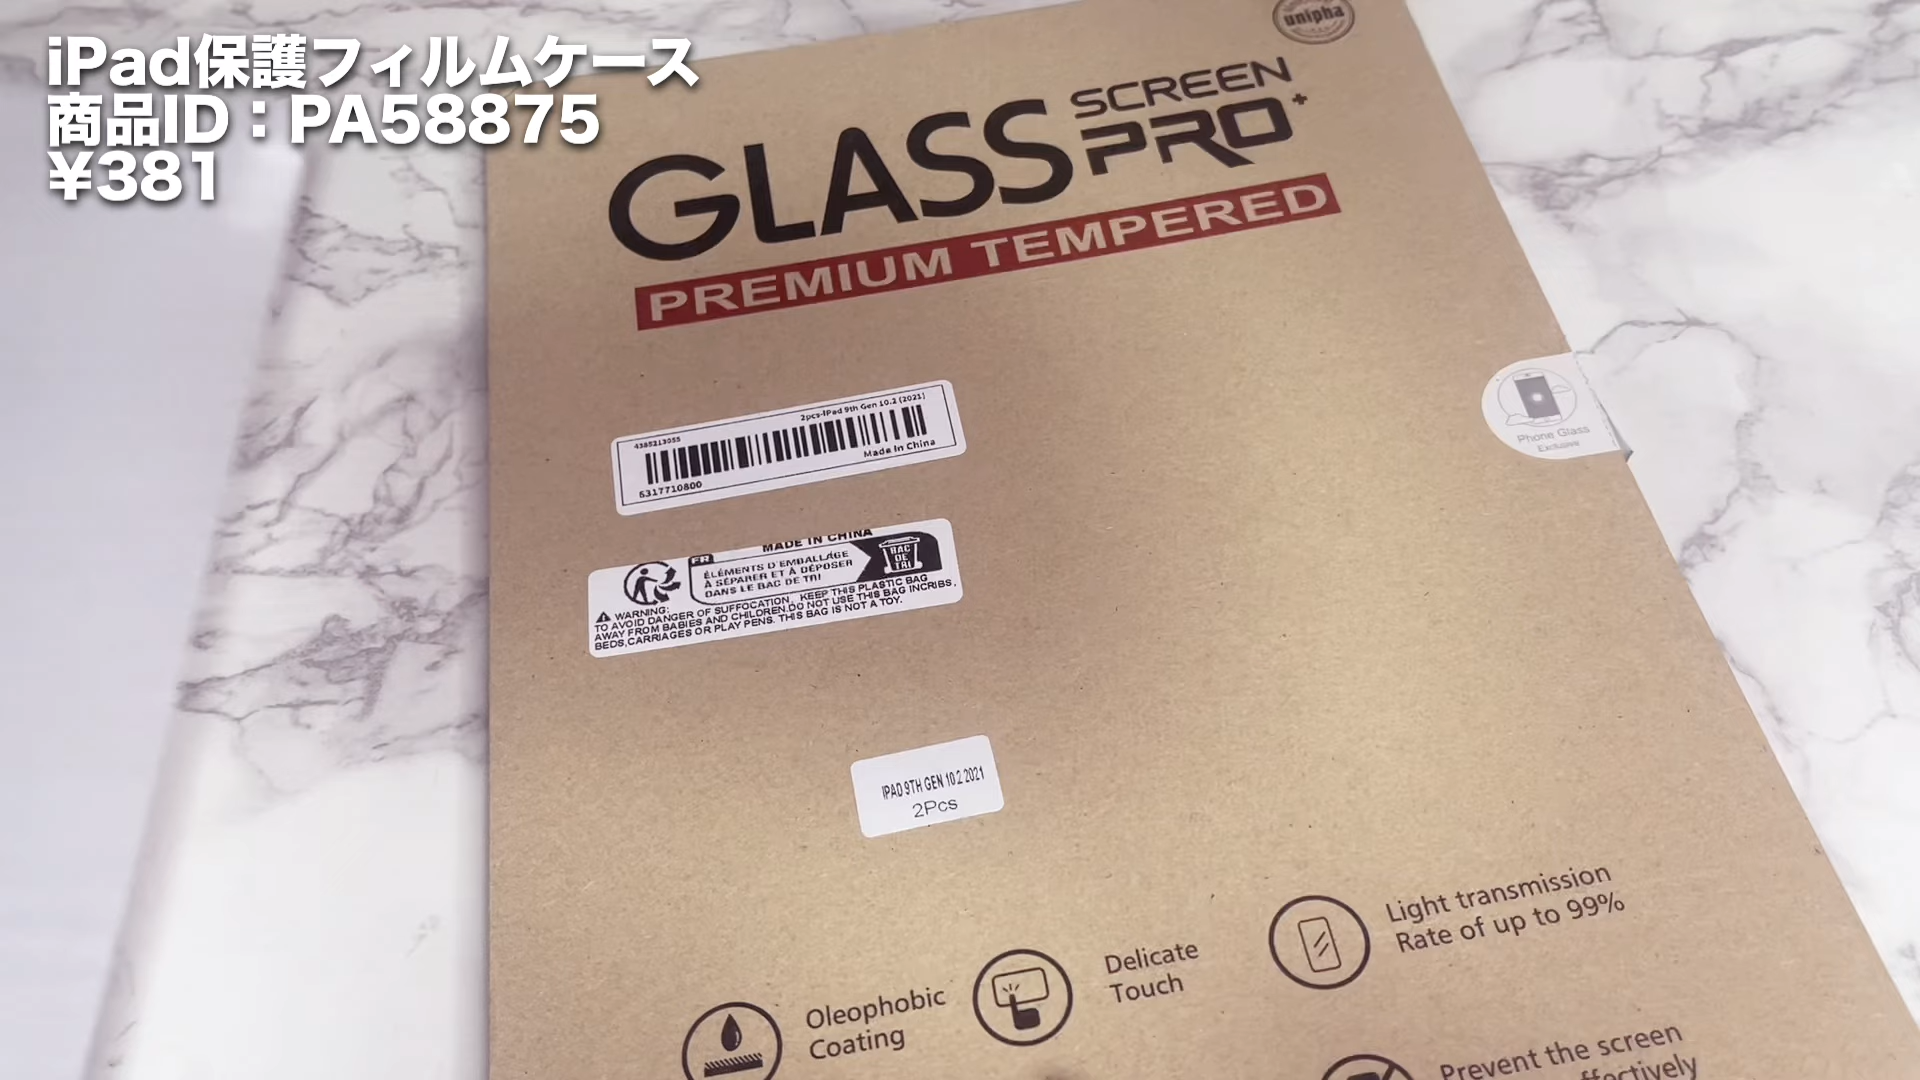 iPad保護フィルムケース
商品ID：PA58875
¥381
unipha
GLASS SCREEN PRO+
PREMIUM TEMPERED
2pcs-iPad 9th Gen 10.2 (2021)
4385213055
Made In China
6317710800
Phone Glass
Exclusive
MADE IN CHINA
FR
ÉLÉMENTS D'EMBALLAGE
À SÉPARER ET À DÉPOSER
DANS LE BAC DE TRI
BAC
DE
TRI
WARNING:
TO AVOID DANGER OF SUFFOCATION, KEEP THIS PLASTIC BAG
AWAY FROM BABIES AND CHILDREN.DO NOT USE THIS BAG INCRIBS,
BEDS,CARRIAGES OR PLAY PENS. THIS BAG IS NOT A TOY.
IPAD 9TH GEN 10.2 2021
2Pcs
Light transmission
Rate of up to 99%
Delicate
Touch
Oleophobic
Coating
Prevent the screen